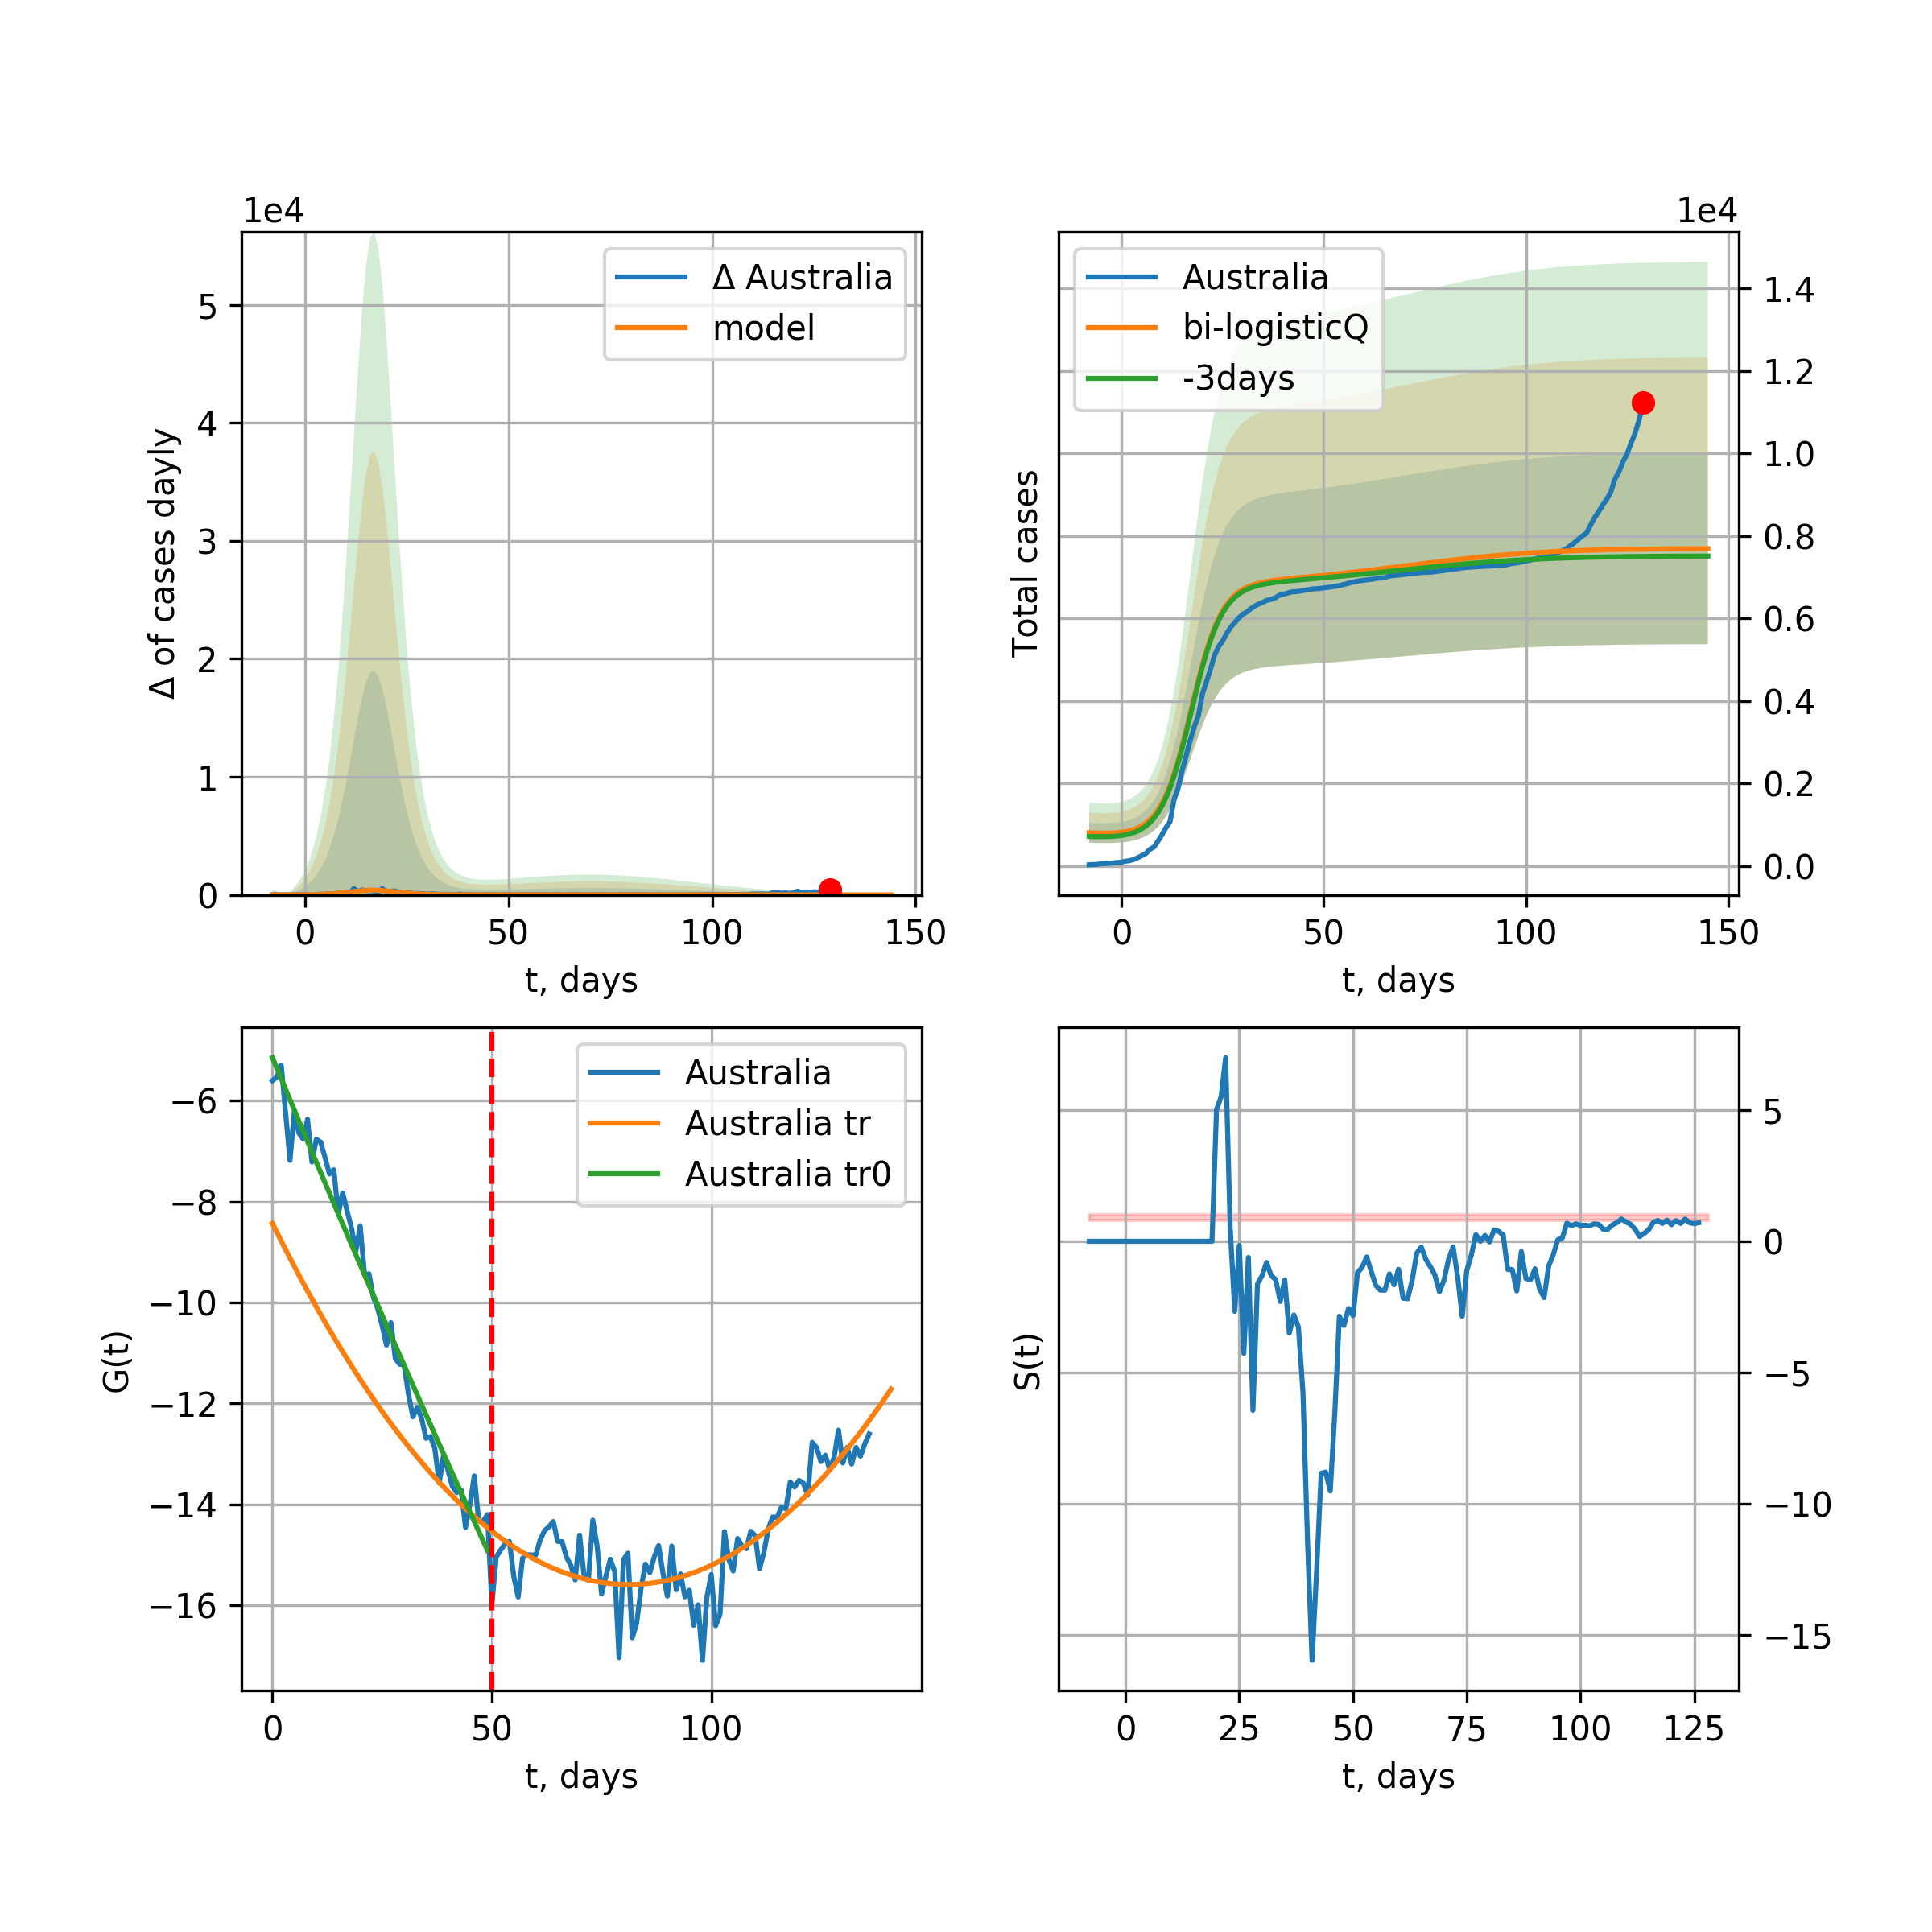 1e4
Δ of cases dayly
5
4
3
2
1
0
Δ Australia
model
0 50 100 150
t, days
1e4
Total cases
Australia
bi-logisticQ
-3days
1.4
1.2
1.0
0.8
0.6
0.4
0.2
0.0
0 50 100 150
t, days
G(t)
−6
−8
−10
−12
−14
−16
Australia
Australia tr
Australia tr0
0 50 100
t, days
S(t)
5
0
−5
−10
−15
0 25 50 75 100 125
t, days